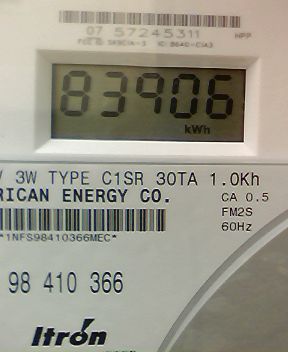 07 57245311
HPP
83906
kWh
V 3W TYPE C1SR 30TA 1.0Kh
RICAN ENERGY CO.
CA 0.5
FM2S
60Hz
*1NFS98410366MEC*
98 410 366
Itron